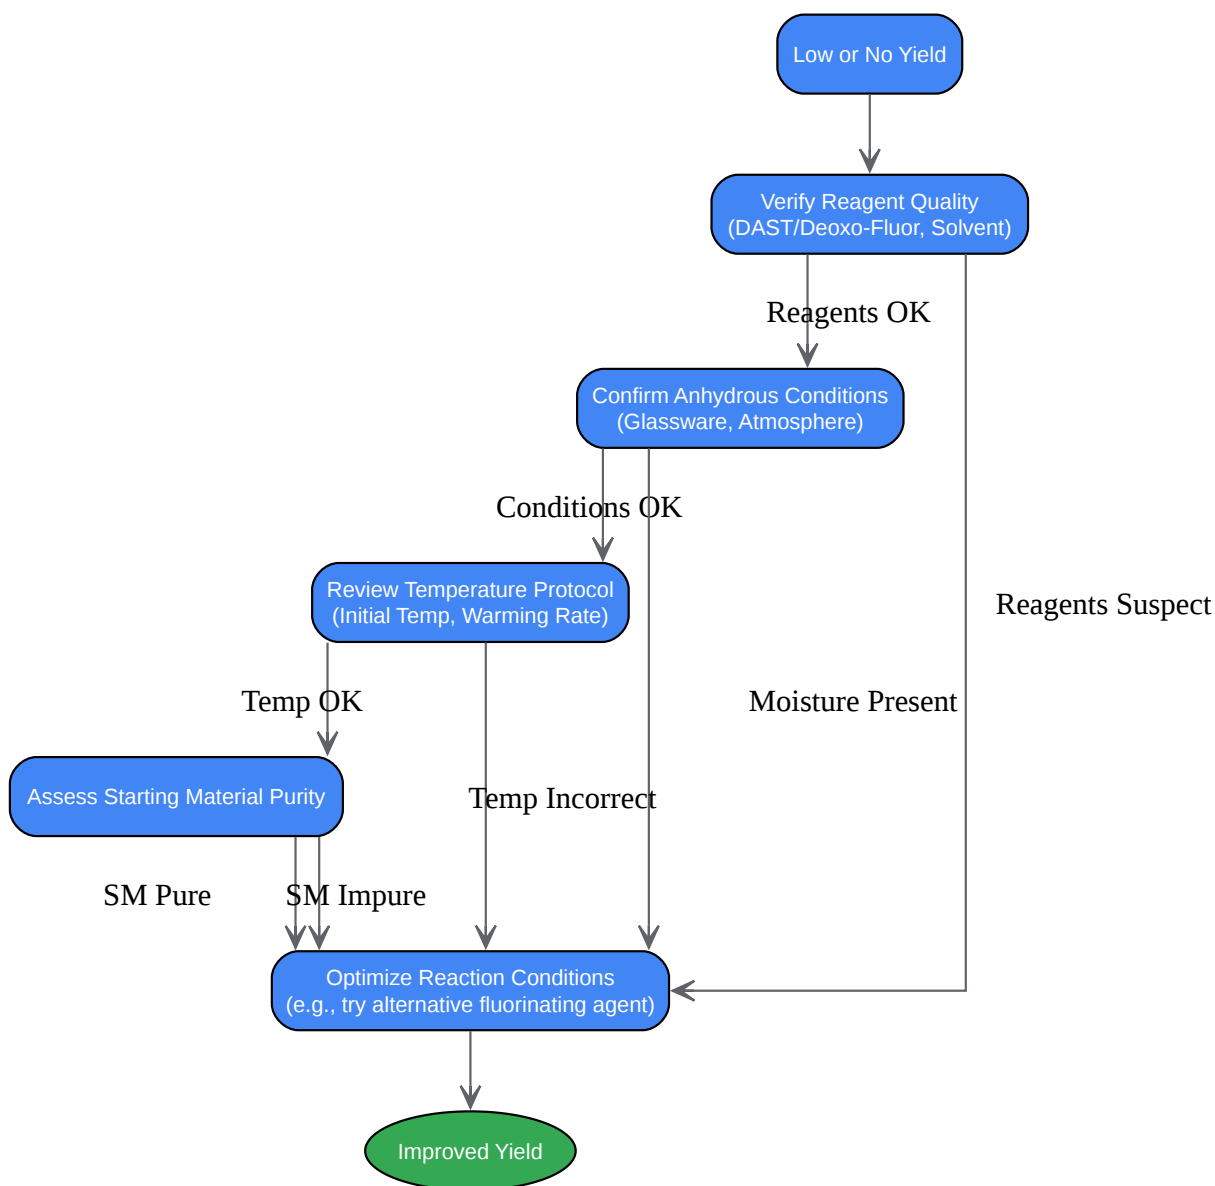 Low or No Yield
Verify Reagent Quality
(DAST/Deoxo-Fluor, Solvent)
Reagents OK
Confirm Anhydrous Conditions
(Glassware, Atmosphere)
Conditions OK
Review Temperature Protocol
(Initial Temp, Warming Rate)
Reagents Suspect
Temp OK
Moisture Present
Assess Starting Material Purity
Temp Incorrect
SM Pure
SM Impure
Optimize Reaction Conditions
(e.g., try alternative fluorinating agent)
Improved Yield